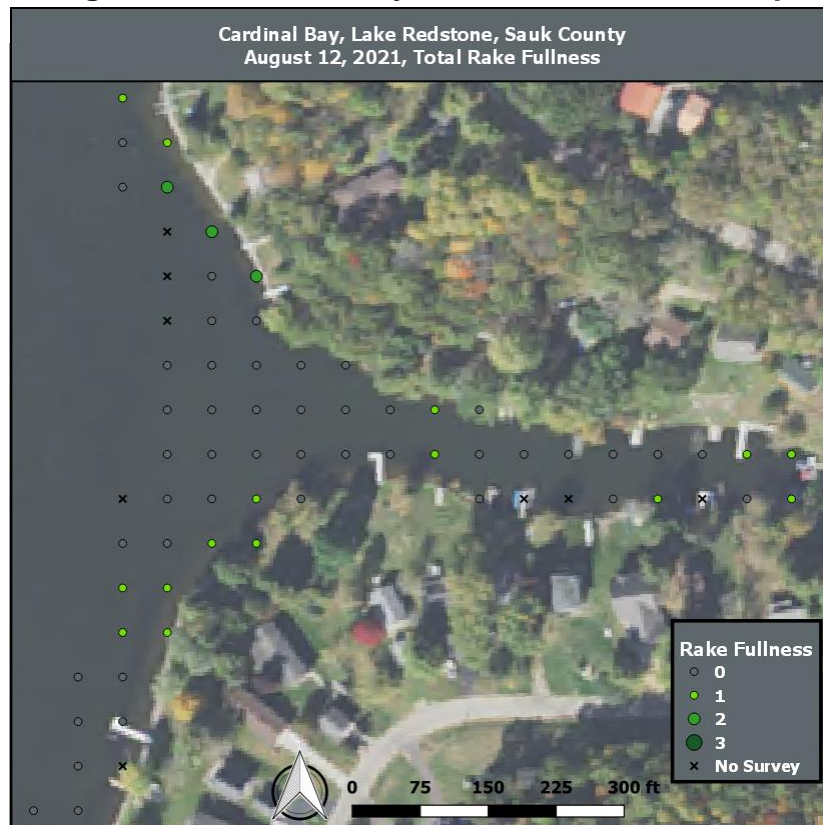 Cardinal Bay, Lake Redstone, Sauk County
August 12, 2021, Total Rake Fullness
Rake Fullness
0
1
2
3
No Survey
0 75 150 225 300 ft